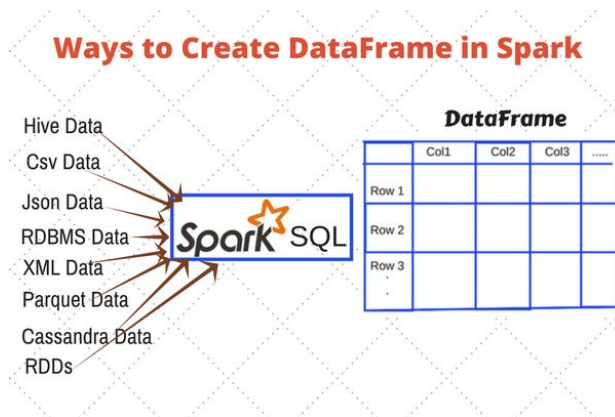 Ways to Create DataFrame in Spark
Hive Data
Csv Data
Json Data
RDBMS Data
XML Data
Parquet Data
Cassandra Data
RDDs
Spark SQL
DataFrame
Col1 Col2 Col3 .....
Row 1
Row 2
Row 3
.
.